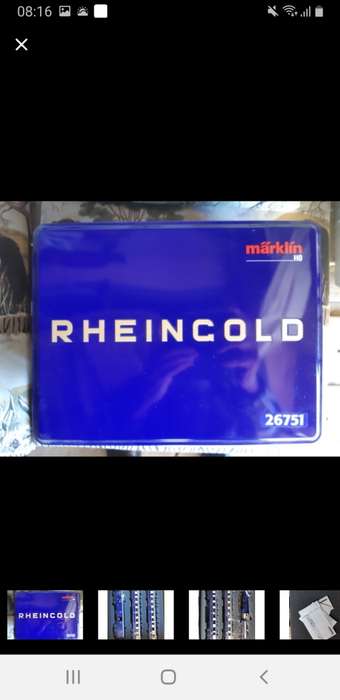 08:16
märklin
H0
RHEINGOLD
26751
RHEINGOLD